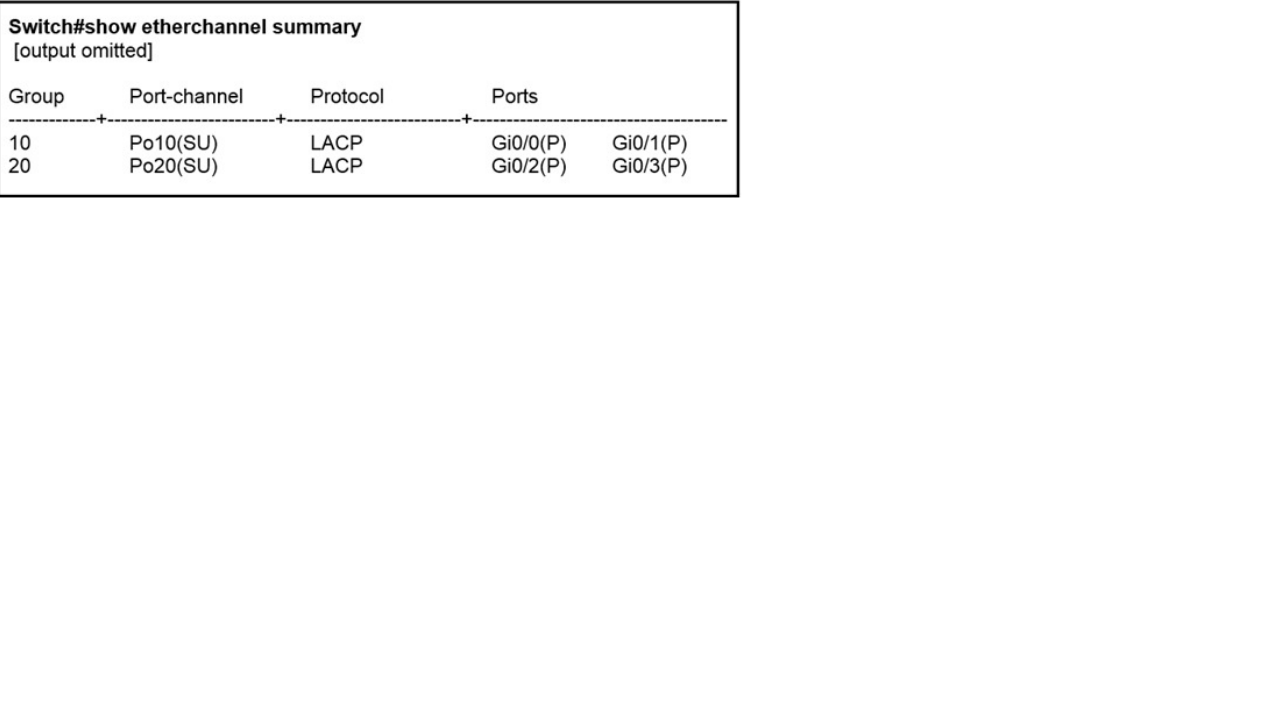 Switch#show etherchannel summary
[output omitted]
Group Port-channel Protocol Ports
-------------+-------------------------+--------------------------+--------------------------------------
10 Po10(SU) LACP Gi0/0(P) Gi0/1(P)
20 Po20(SU) LACP Gi0/2(P) Gi0/3(P)